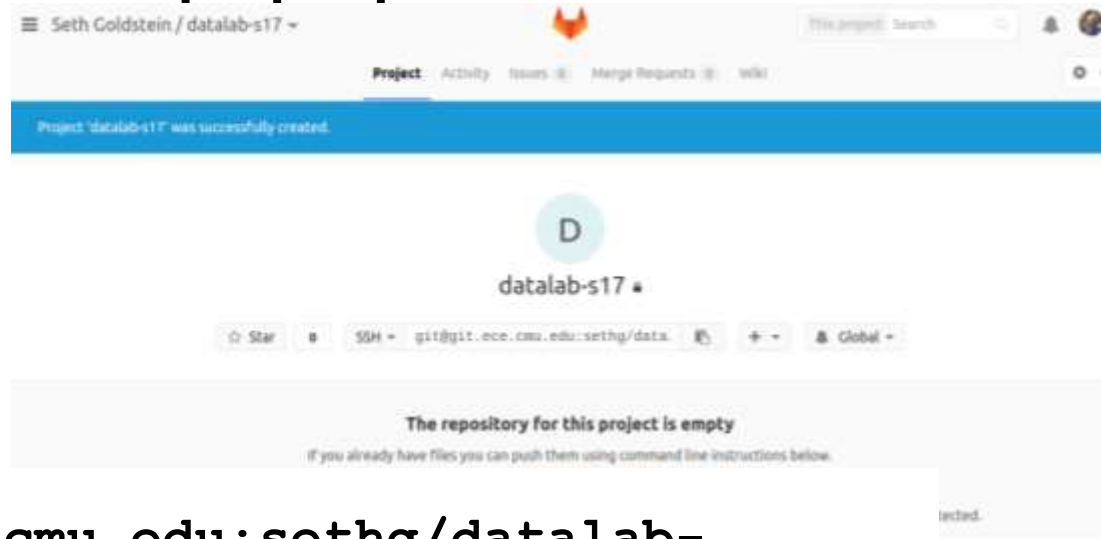 Seth Goldstein / datalab-s17
This project Search
Project Activity Issues 0 Merge Requests 0 Wiki
Project 'datalab-s17' was successfully created.
D
datalab-s17
Star 0 SSH git@git.ece.cmu.edu:sethg/data + Global
The repository for this project is empty
If you already have files you can push them using command line instructions below.
tected.
cmu.edu:sethg/datalab-